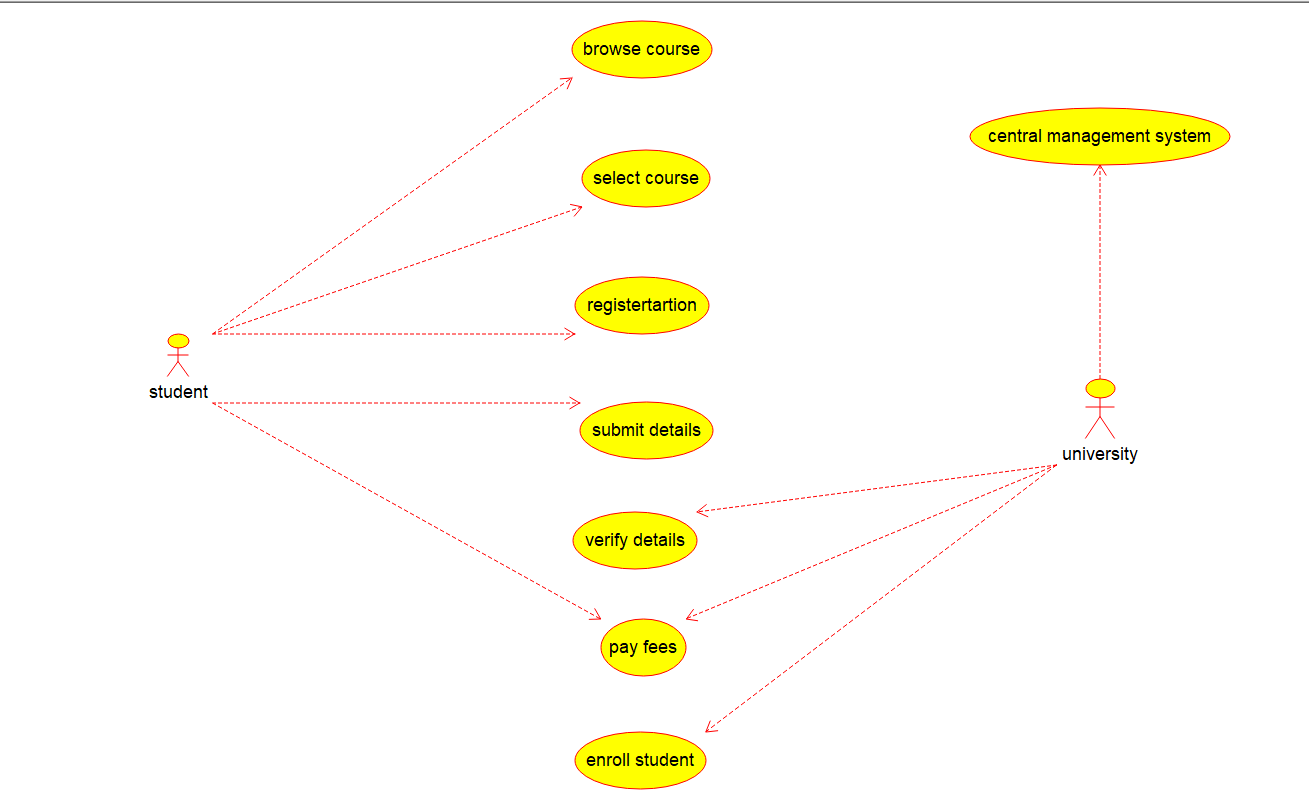 browse course
central management system
select course
registertartion
student
submit details
university
verify details
pay fees
enroll student